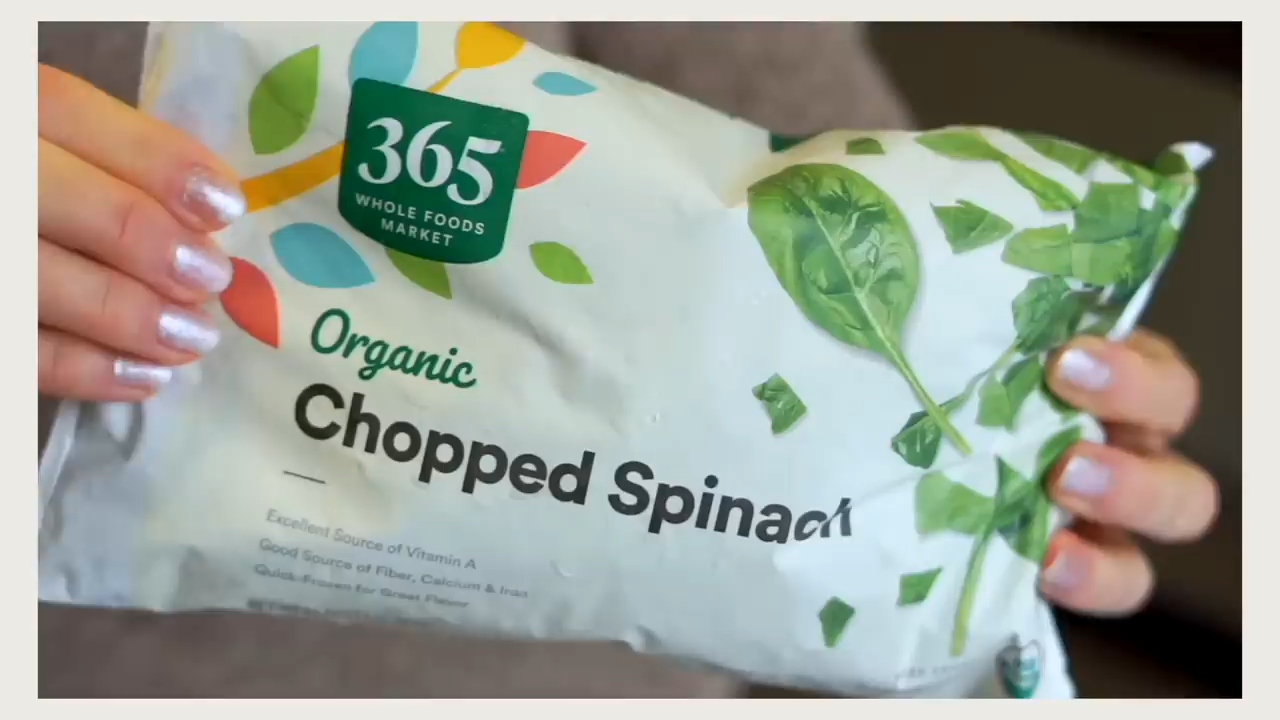 365
WHOLE FOODS
MARKET
Organic
Chopped Spinach
Excellent Source of Vitamin A
Good Source of Fiber, Calcium & Iron
Quick-Frozen for Great Flavor